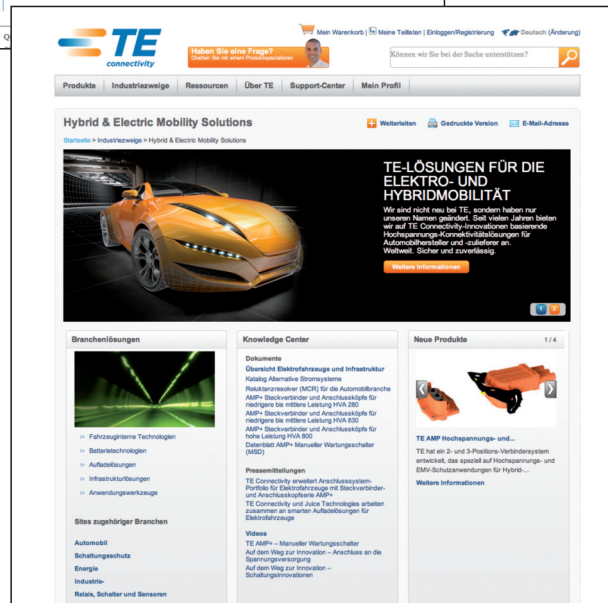 Mein Warenkorb | Meine Teillisten | Einloggen/Registrierung Deutsch (Änderung)
TE
connectivity
Haben Sie eine Frage?
Chatten Sie mit einem Produktspezialisten
Können wir Sie bei der Sache unterstützen?
Produkte Industriezweige Ressourcen Über TE Support-Center Mein Profil
Hybrid & Electric Mobility Solutions
Weiterleiten Gedruckte Version E-Mail-Adresse
Startseite > Industriezweige > Hybrid & Electric Mobility Solutions
TE-LÖSUNGEN FÜR DIE
ELEKTRO- UND
HYBRIDMOBILITÄT
Wir sind nicht neu bei TE, sondern haben nur
unseren Namen geändert. Seit vielen Jahren bieten
wir auf TE Connectivity-Innovationen basierende
Hochspannungs-Konnektivitätslösungen für
Automobilhersteller und -zulieferer an.
Weltweit. Sicher und zuverlässig.
Weitere Informationen
1 2
Branchenlösungen
Fahrzeuginterne Technologien
Batterietechnologien
Aufladelösungen
Infrastrukturlösungen
Anwendungswerkzeuge
Sites zugehöriger Branchen
Automobil
Schaltungsschutz
Energie
Industrie-
Relais, Schalter und Sensoren
Knowledge Center
Dokumente
Übersicht Elektrofahrzeuge und Infrastruktur
Katalog Alternative Stromsysteme
Reluktanzresolver (MCR) für die Automobilbranche
AMP+ Steckverbinder und Anschlussköpfe für
niedrigere bis mittlere Leistung HVA 280
AMP+ Steckverbinder und Anschlussköpfe für
niedrigere bis mittlere Leistung HVA 630
AMP+ Steckverbinder und Anschlussköpfe für
hohe Leistung HVA 800
Datenblatt AMP+ Manueller Wartungsschalter
(MSD)
Pressemitteilungen
TE Connectivity erweitert Anschlusssystem-
Portfolio für Elektrofahrzeuge mit Steckverbinder-
und Anschlusskopfserie AMP+
TE Connectivity und Juice Technologies arbeiten
zusammen an smarten Aufladelösungen für
Elektrofahrzeuge
Videos
TE AMP+ – Manueller Wartungsschalter
Auf dem Weg zur Innovation – Anschluss an die
Spannungsversorgung
Auf dem Weg zur Innovation –
Schaltungsinnovationen
Neue Produkte 1/4
TE AMP Hochspannungs- und...
TE hat ein 2- und 3-Positions-Verbindersystem
entwickelt, das speziell auf Hochspannungs- und
EMV-Schutzanwendungen für Hybrid-...
Weitere Informationen